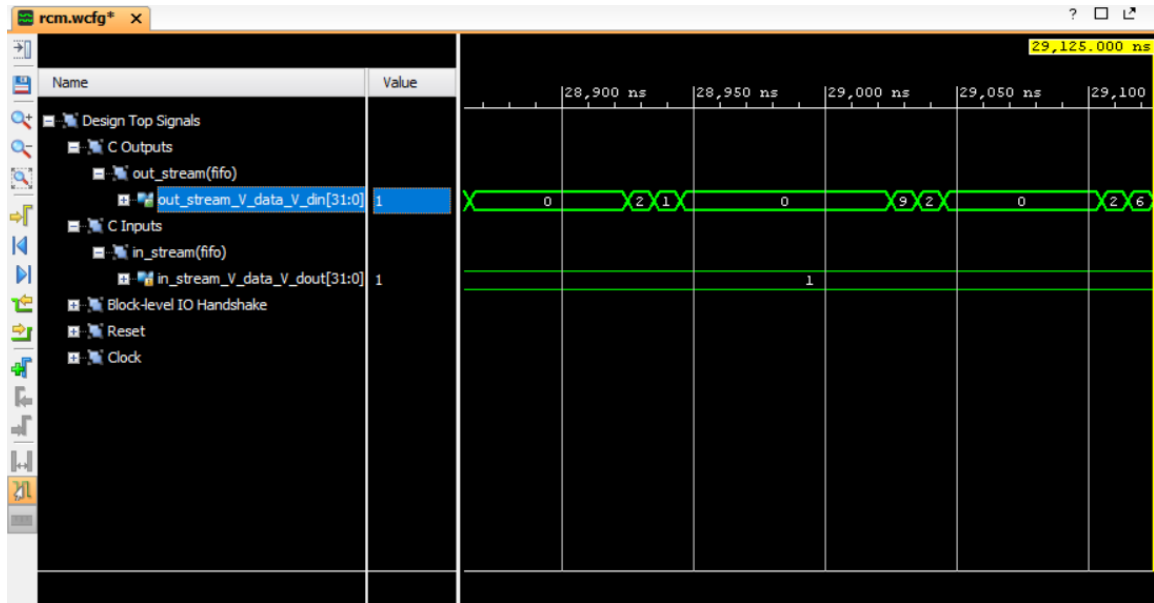 rcm.wcfg* ×
?
29,125.000 ns
Name Value
28,900 ns 28,950 ns 29,000 ns 29,050 ns 29,100
Design Top Signals
C Outputs
out_stream(fifo)
out_stream_V_data_V_din[31:0] 1 0 2 1 0 9 2 0 2 6
C Inputs
in_stream(fifo)
in_stream_V_data_V_dout[31:0] 1 1
Block-level IO Handshake
Reset
Clock